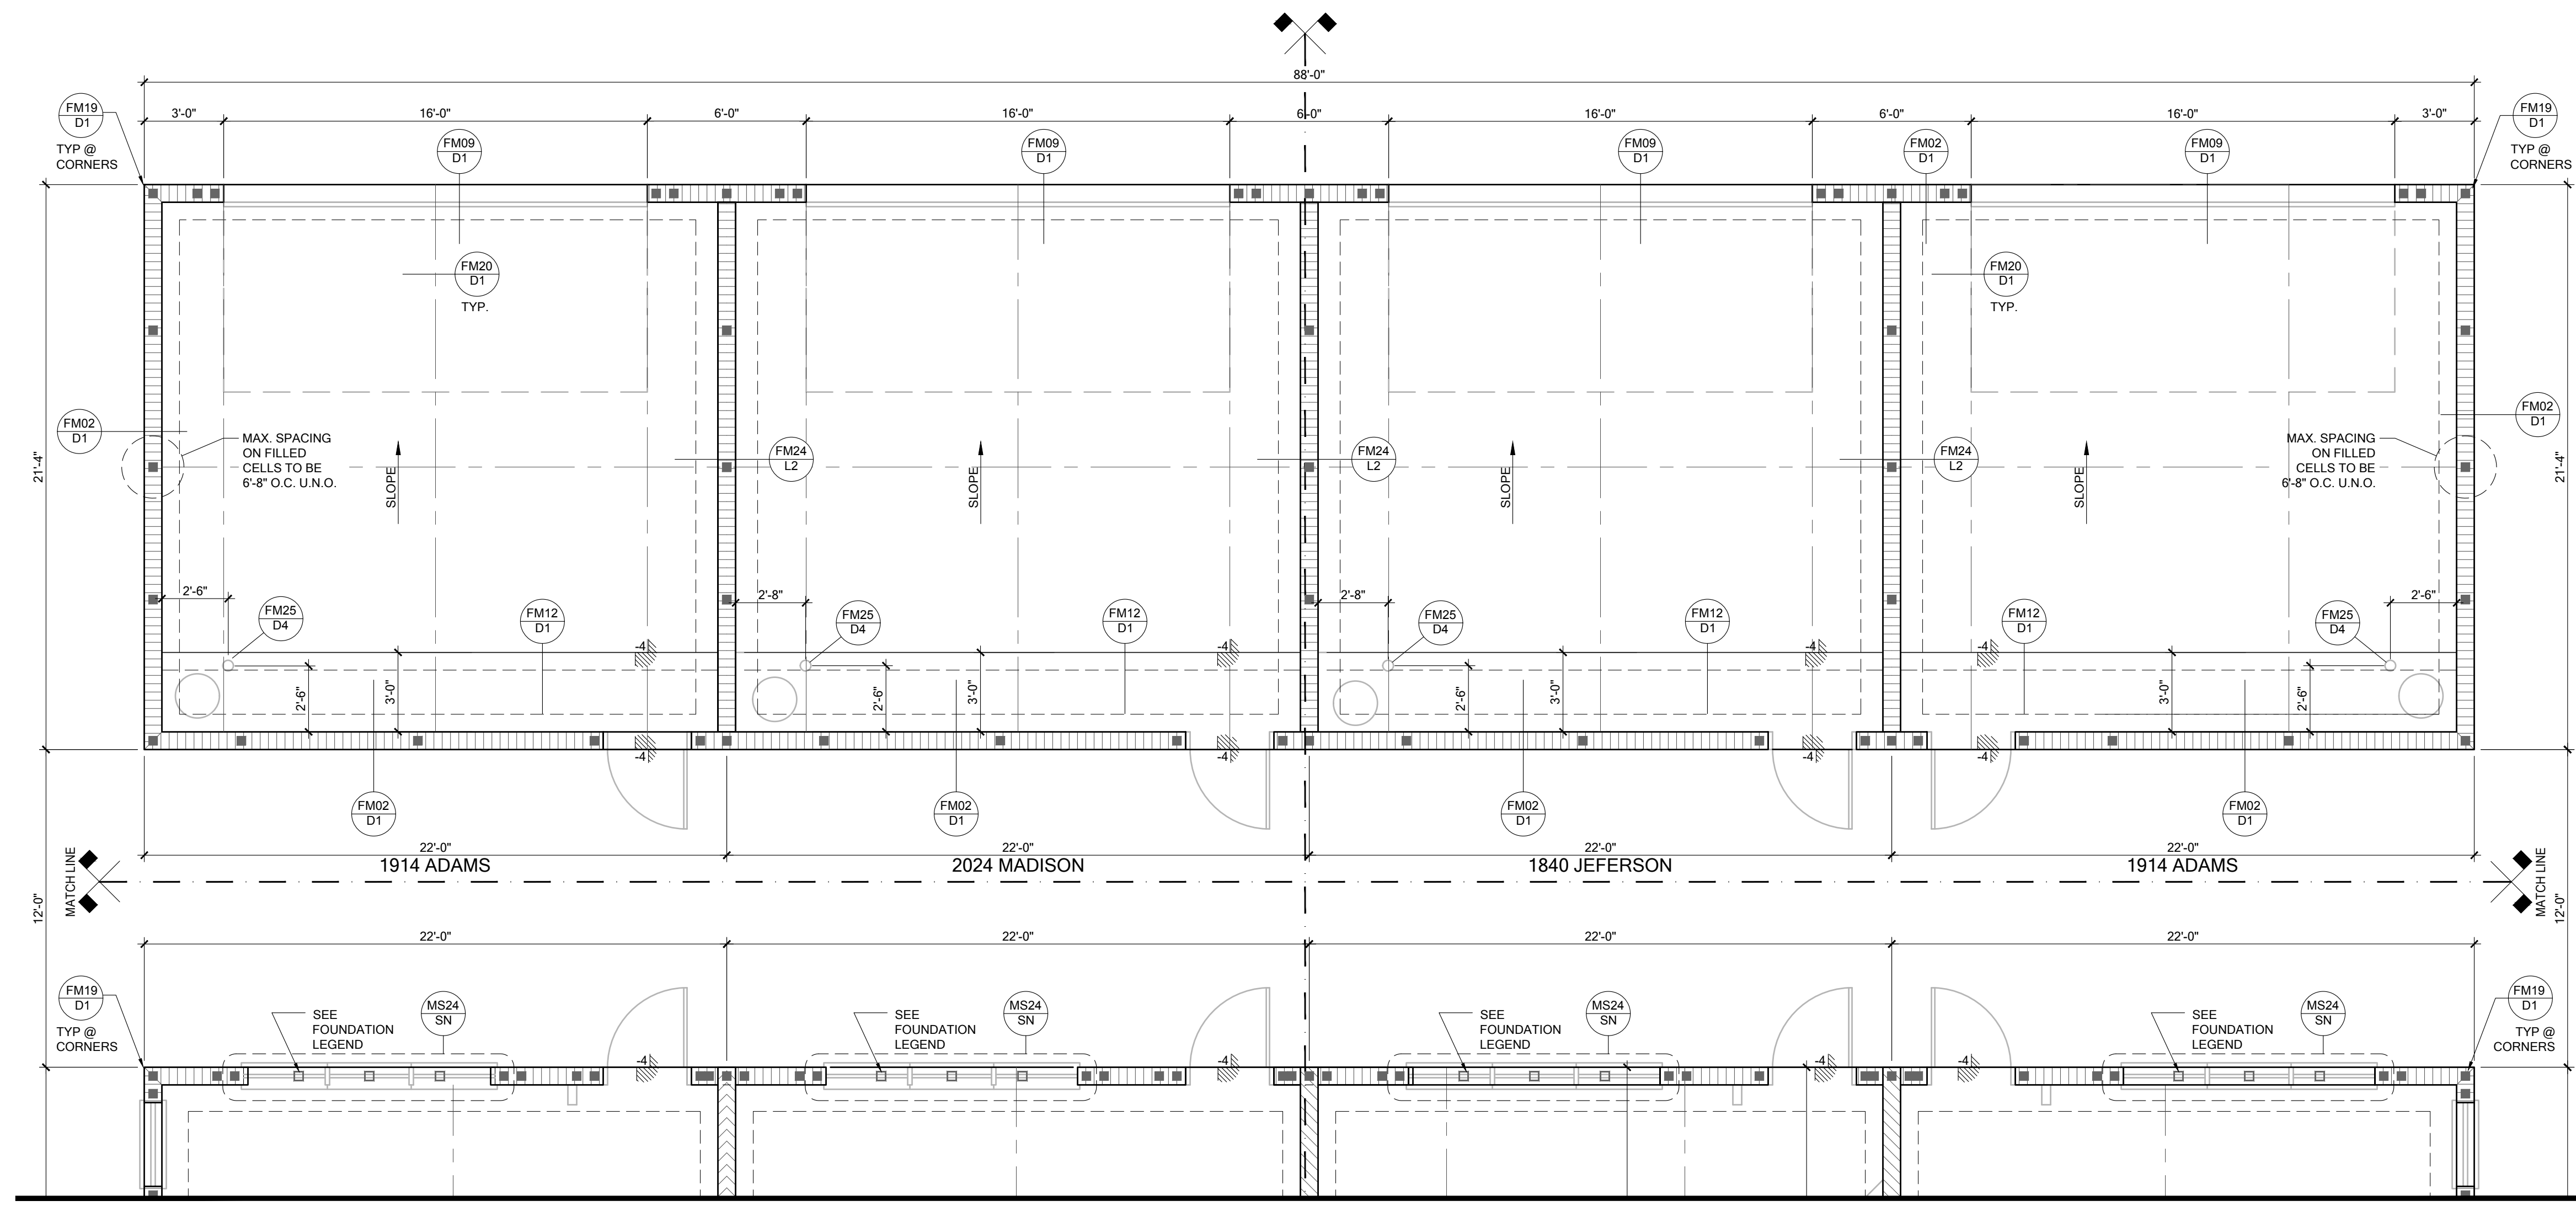 88'-0"
3'-0"
16'-0"
6'-0"
16'-0"
6'-0"
16'-0"
6'-0"
16'-0"
3'-0"
FM19
D1
TYP @
CORNERS
FM09
D1
FM09
D1
FM09
D1
FM02
D1
FM09
D1
FM19
D1
TYP @
CORNERS
FM20
D1
TYP.
FM20
D1
TYP.
FM02
D1
MAX. SPACING
ON FILLED
CELLS TO BE
6'-8" O.C. U.N.O.
SLOPE
FM24
L2
SLOPE
FM24
L2
SLOPE
FM24
L2
SLOPE
MAX. SPACING
ON FILLED
CELLS TO BE
6'-8" O.C. U.N.O.
FM02
D1
21'-4"
21'-4"
2'-6"
FM25
D4
FM12
D1
2'-8"
FM25
D4
FM12
D1
2'-8"
FM25
D4
FM12
D1
FM12
D1
FM25
D4
2'-6"
-4
-4
-4
-4
2'-6"
3'-0"
2'-6"
3'-0"
2'-6"
3'-0"
3'-0"
2'-6"
-4
-4
-4
-4
FM02
D1
FM02
D1
FM02
D1
FM02
D1
22'-0"
22'-0"
22'-0"
22'-0"
1914 ADAMS
2024 MADISON
1840 JEFERSON
1914 ADAMS
MATCH LINE
MATCH LINE
12'-0"
12'-0"
22'-0"
22'-0"
22'-0"
22'-0"
FM19
D1
TYP @
CORNERS
SEE
FOUNDATION
LEGEND
MS24
SN
SEE
FOUNDATION
LEGEND
MS24
SN
SEE
FOUNDATION
LEGEND
MS24
SN
SEE
FOUNDATION
LEGEND
MS24
SN
FM19
D1
TYP @
CORNERS
-4
-4
-4
-4